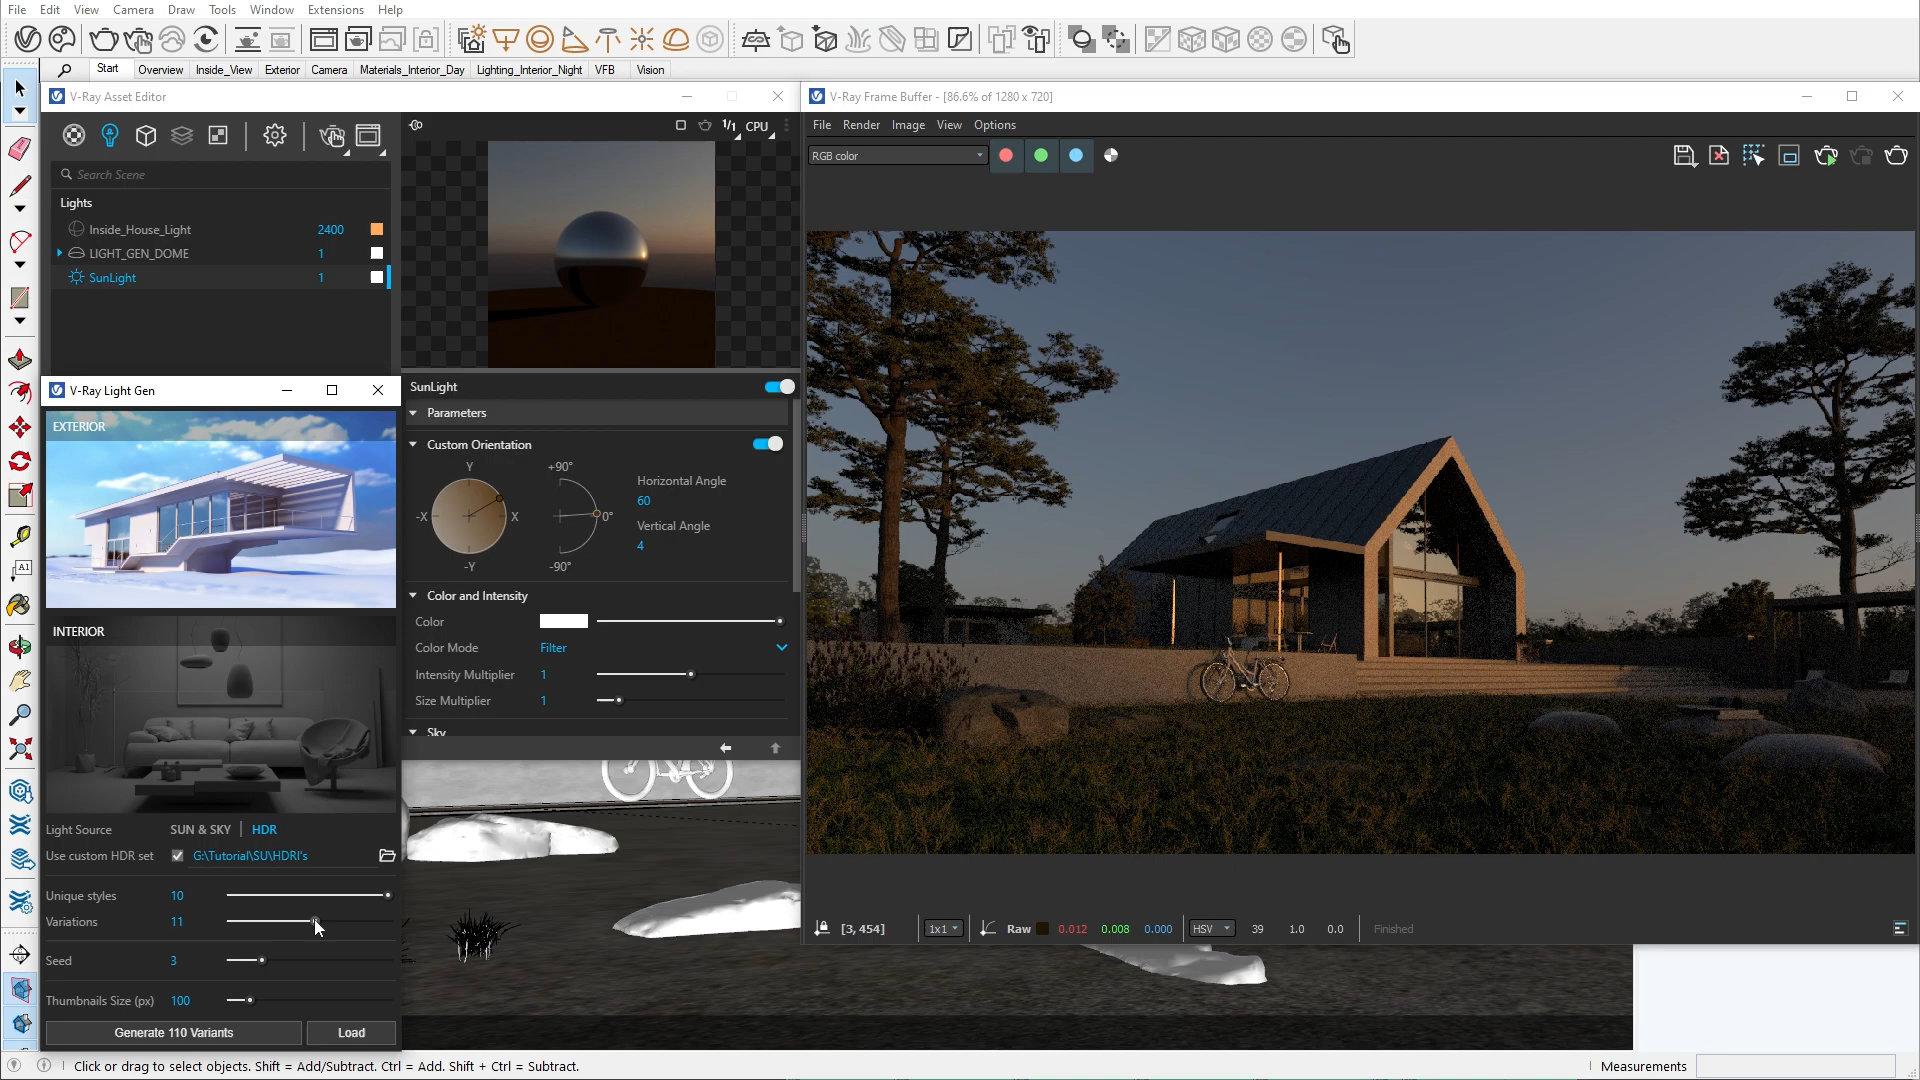 File Edit View Camera Draw Tools Window Extensions Help
Start Overview Inside_View Exterior Camera Materials_Interior_Day Lighting_Interior_Night VFB Vision
V-Ray Asset Editor
1/1 CPU
Search Scene
Lights
Inside_House_Light 2400
LIGHT_GEN_DOME 1
SunLight 1
SunLight
Parameters
Custom Orientation
Y
+90°
-X
X
0°
-Y
-90°
Horizontal Angle
60
Vertical Angle
4
Color and Intensity
Color
Color Mode Filter
Intensity Multiplier 1
Size Multiplier 1
Sky
V-Ray Light Gen
EXTERIOR
INTERIOR
Light Source SUN & SKY | HDR
Use custom HDR set G:\Tutorial\SU\HDRI's
Unique styles 10
Variations 11
Seed 3
Thumbnails Size (px) 100
Generate 110 Variants Load
V-Ray Frame Buffer - [86.6% of 1280 x 720]
File Render Image View Options
RGB color
[3, 454] 1x1 Raw 0.012 0.008 0.000 HSV 39 1.0 0.0 Finished
A1
Click or drag to select objects. Shift = Add/Subtract. Ctrl = Add. Shift + Ctrl = Subtract.
Measurements